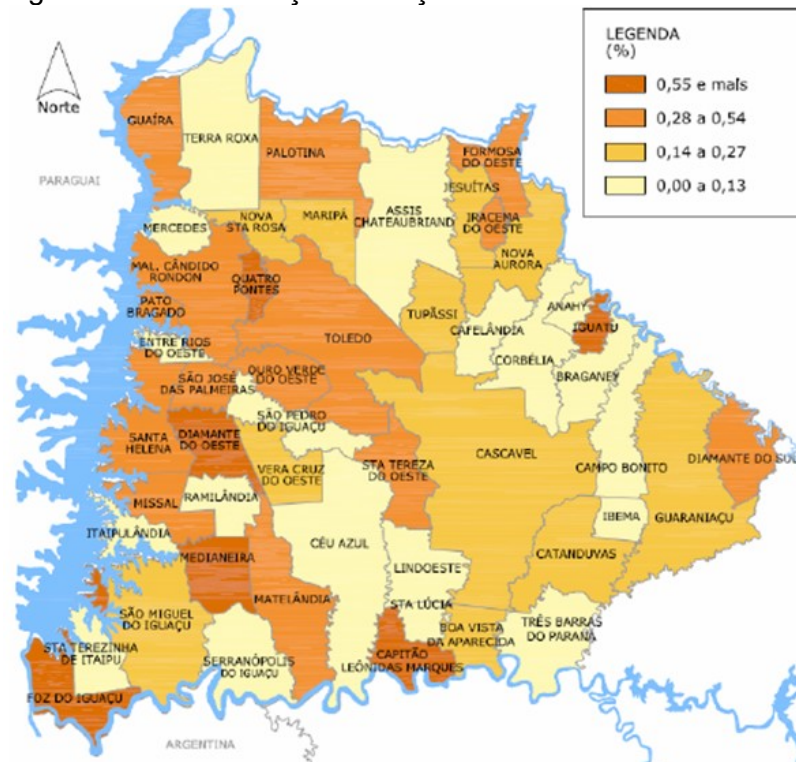 LEGENDA
(%)
0,55 e mais
0,28 a 0,54
0,14 a 0,27
0,00 a 0,13
Norte
PARAGUAI
GUAÍRA
TERRA ROXA
PALOTINA
FORMOSA
DO OESTE
JESUÍTAS
ASSIS
CHATEAUBRIAND
IRACEMA
DO OESTE
MERCEDES
NOVA
STA ROSA
MARIPÁ
NOVA
AURORA
MAL. CÂNDIDO
RONDON
QUATRO
PONTES
PATO
BRAGADO
TUPÃSSI
ANAHY
IGUATU
CAFELÂNDIA
ENTRE RIOS
DO OESTE
TOLEDO
CORBÉLIA
BRAGANEY
OURO VERDE
DO OESTE
SÃO JOSÉ
DAS PALMEIRAS
SÃO PEDRO
DO IGUAÇU
SANTA
HELENA
DIAMANTE
DO OESTE
VERA CRUZ
DO OESTE
STA TEREZA
DO OESTE
CASCAVEL
CAMPO BONITO
DIAMANTE DO SUL
MISSAL
RAMILÂNDIA
IBEMA
GUARANIAÇU
ITAIPULÂNDIA
CÉU AZUL
MEDIANEIRA
LINDOESTE
CATANDUVAS
MATELÂNDIA
STA LÚCIA
SÃO MIGUEL
DO IGUAÇU
BOA VISTA
DA APARECIDA
TRÊS BARRAS
DO PARANÁ
STA TEREZINHA
DE ITAIPU
SERRANÓPOLIS
DO IGUAÇU
CAPITÃO
LEÔNIDAS MARQUES
FOZ DO IGUAÇU
ARGENTINA